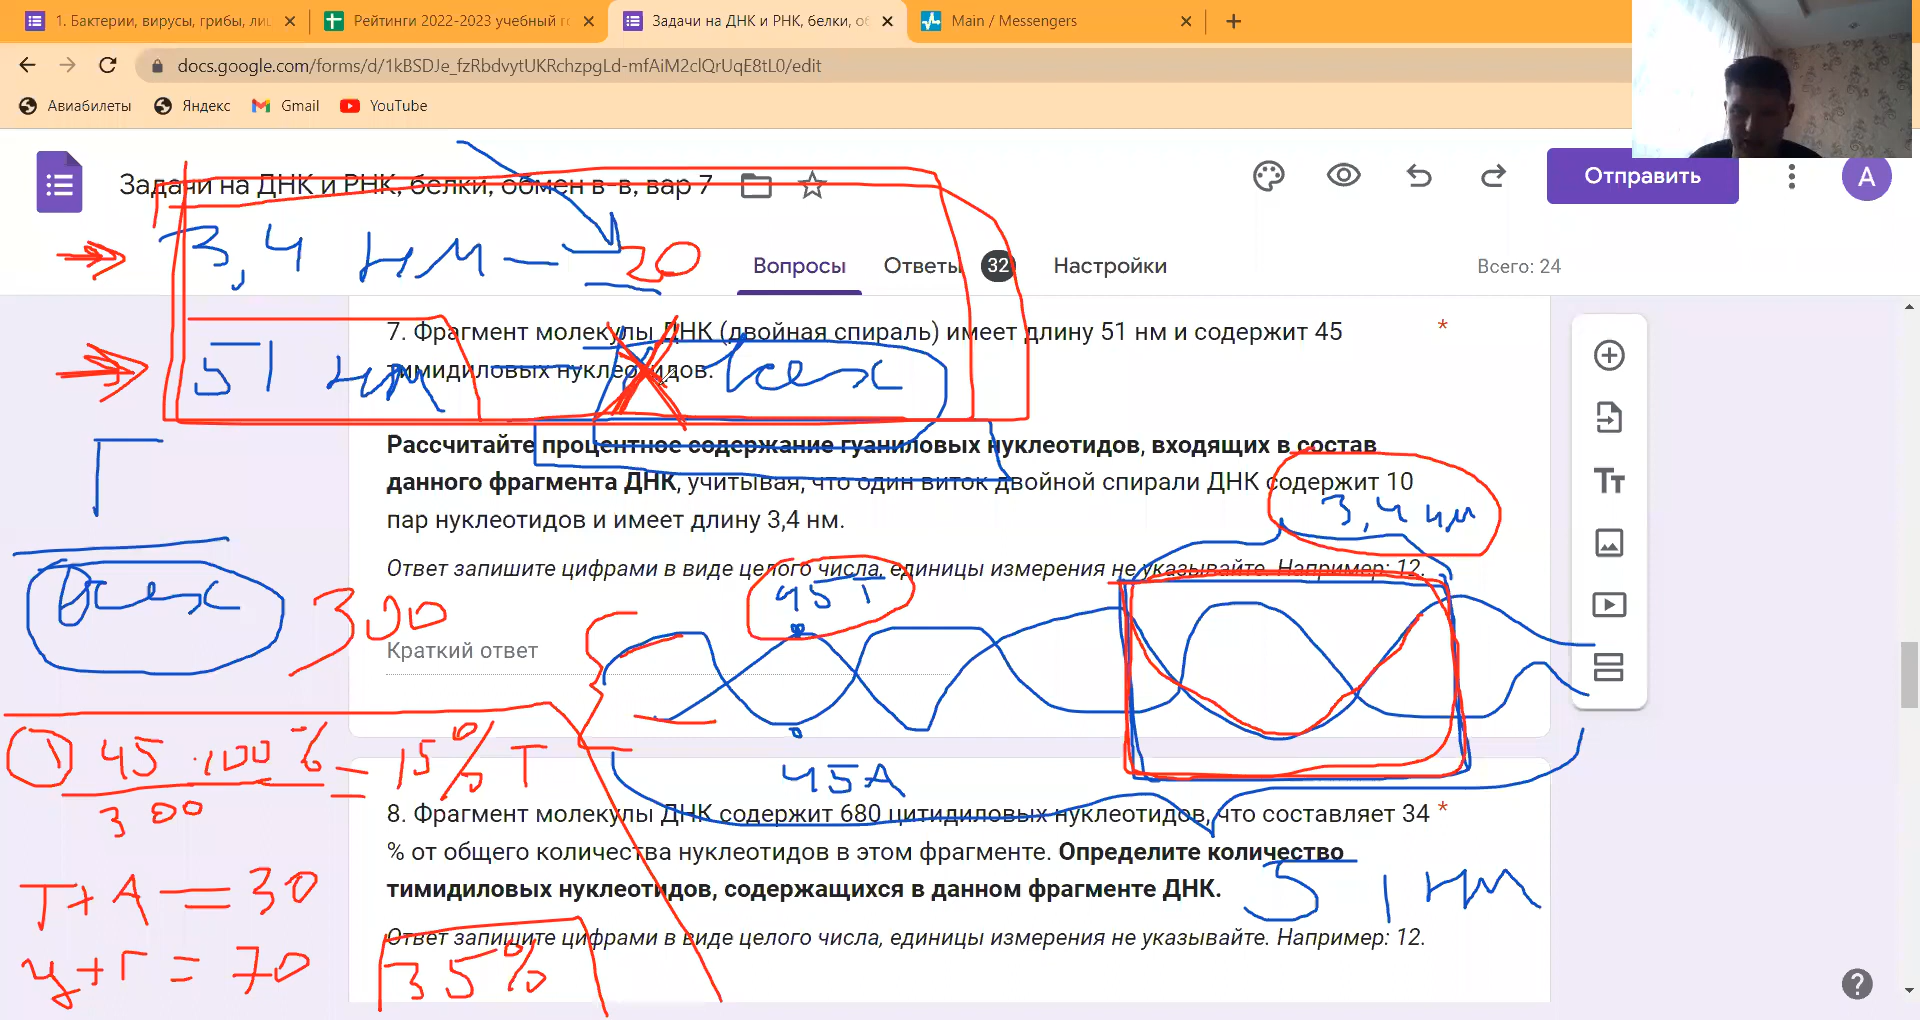 1. Бактерии, вирусы, грибы, ли
Рейтинги 2022-2023 учебный го
Задачи на ДНК и РНК, белки, об
Main / Messengers
docs.google.com/forms/d/1kBSDJe_fzRbdvytUKRchzpgLd-mfAiM2clQrUqE8tL0/edit
Авиабилеты
Яндекс
Gmail
YouTube
Задачи на ДНК и РНК, белки, обмен в-в, вар 7
Отправить
A
3,4 нм — 20
Вопросы
Ответы 32
Настройки
Всего: 24
7. Фрагмент молекулы ДНК (двойная спираль) имеет длину 51 нм и содержит 45 *
тимидиловых нуклеотидов.
51 нм — X всех
Рассчитайте процентное содержание гуаниловых нуклеотидов, входящих в состав
данного фрагмента ДНК, учитывая, что один виток двойной спирали ДНК содержит 10
пар нуклеотидов и имеет длину 3,4 нм.
Г
всех 300
3,4 нм
Ответ запишите цифрами в виде целого числа, единицы измерения не указывайте. Например: 12.
45 Т
Краткий ответ
45 А
1 45 · 100 % = 15% Т
300
8. Фрагмент молекулы ДНК содержит 680 цитидиловых нуклеотидов, что составляет 34 *
% от общего количества нуклеотидов в этом фрагменте. Определите количество
тимидиловых нуклеотидов, содержащихся в данном фрагменте ДНК.
51 нм
Т + А = 30
Ответ запишите цифрами в виде целого числа, единицы измерения не указывайте. Например: 12.
у + г = 70
35%